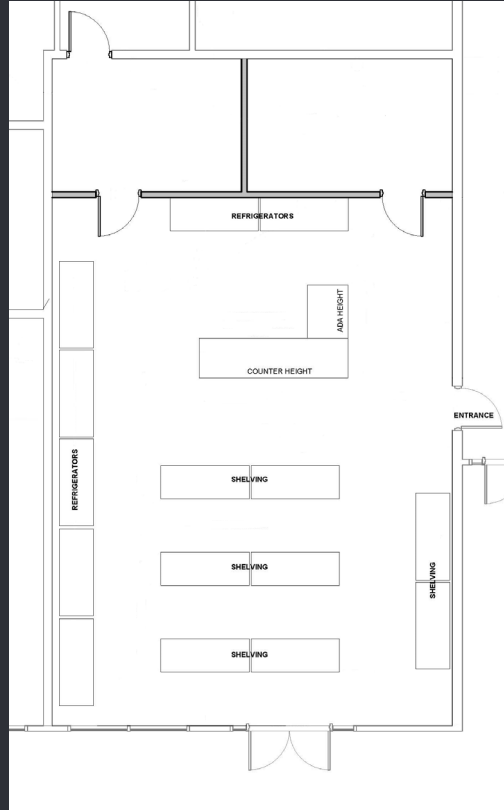 REFRIGERATORS
ADA HEIGHT
COUNTER HEIGHT
ENTRANCE
REFRIGERATORS
SHELVING
SHELVING
SHELVING
SHELVING